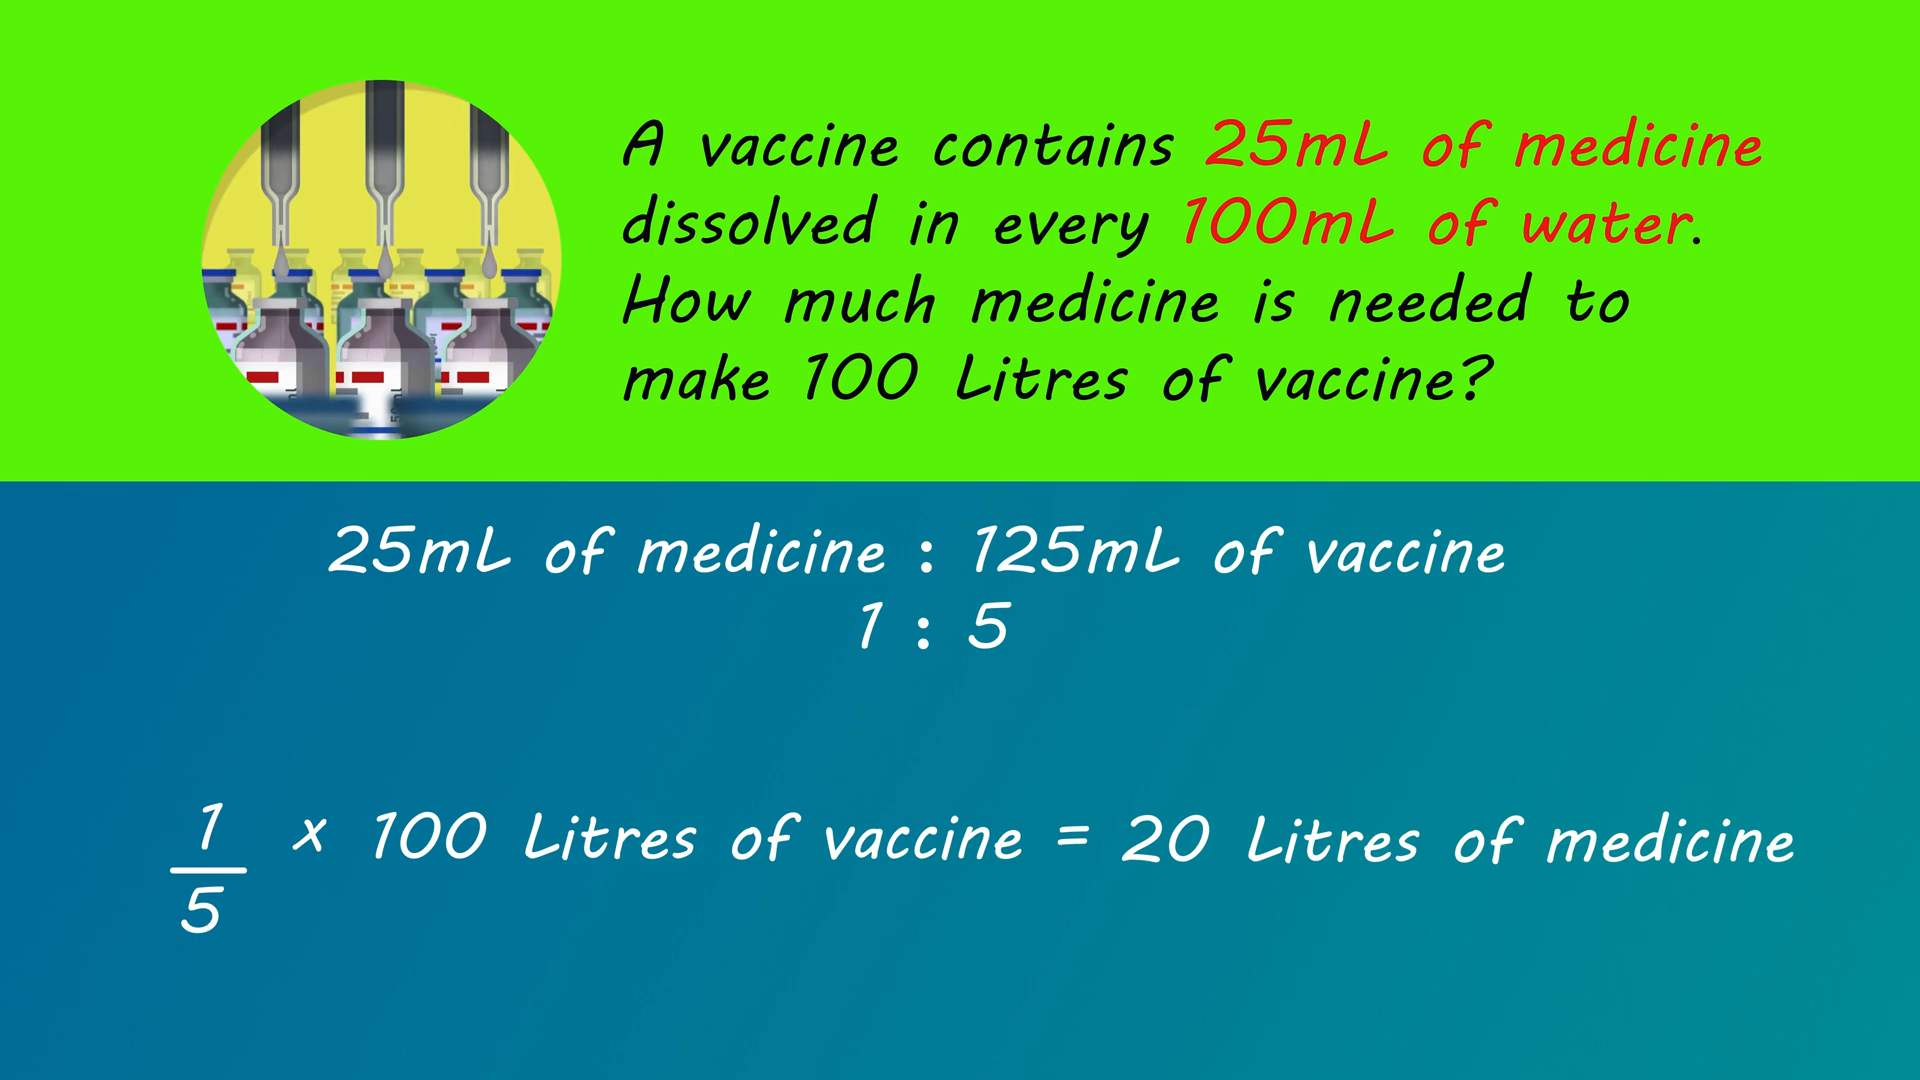 A vaccine contains 25mL of medicine
dissolved in every 100mL of water.
How much medicine is needed to
make 100 Litres of vaccine?
25mL of medicine : 125mL of vaccine
1 : 5
1
5
x 100 Litres of vaccine = 20 Litres of medicine